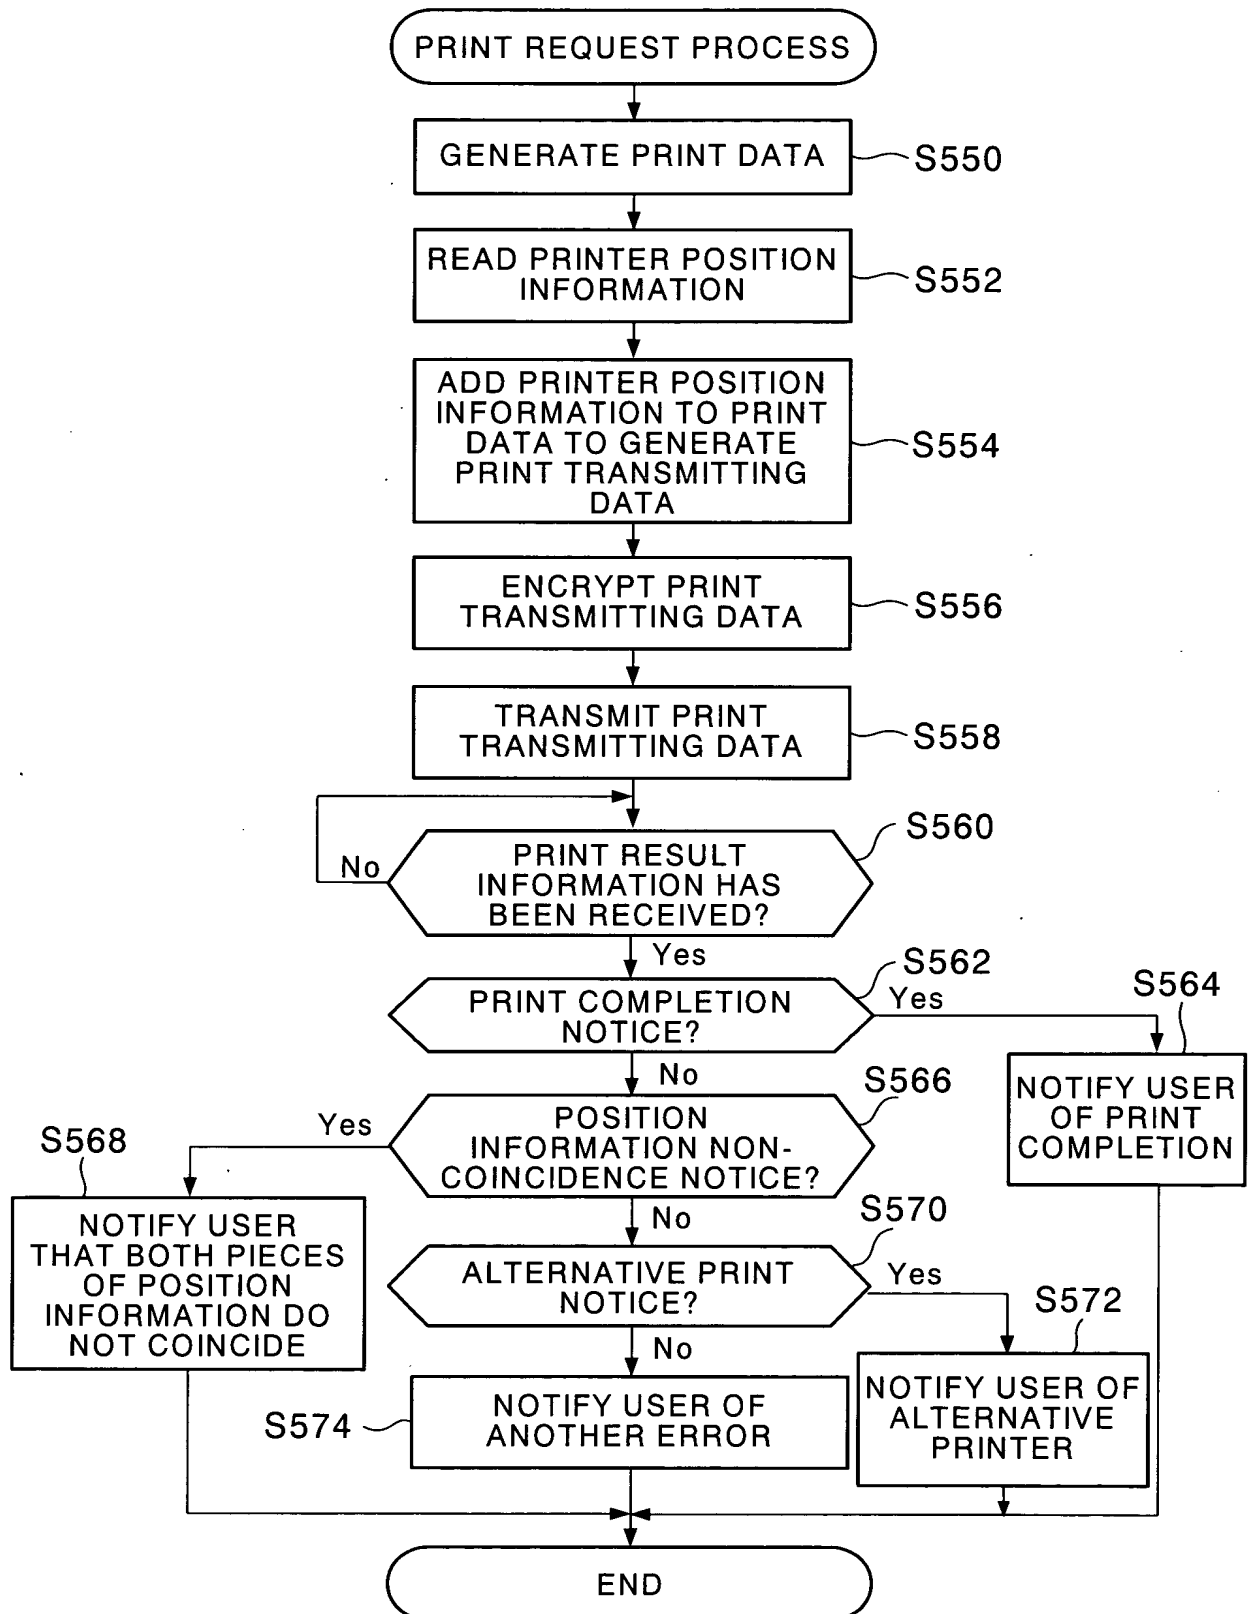 PRINT REQUEST PROCESS
GENERATE PRINT DATA
S550
READ PRINTER POSITION
INFORMATION
S552
ADD PRINTER POSITION
INFORMATION TO PRINT
DATA TO GENERATE
PRINT TRANSMITTING
DATA
S554
ENCRYPT PRINT
TRANSMITTING DATA
S556
TRANSMIT PRINT
TRANSMITTING DATA
S558
S560
PRINT RESULT
INFORMATION HAS
BEEN RECEIVED?
No
Yes
S562
PRINT COMPLETION
NOTICE?
Yes
S564
NOTIFY USER
OF PRINT
COMPLETION
No
S566
POSITION
INFORMATION NON-
COINCIDENCE NOTICE?
Yes
S568
NOTIFY USER
THAT BOTH PIECES
OF POSITION
INFORMATION DO
NOT COINCIDE
No
S570
ALTERNATIVE PRINT
NOTICE?
Yes
S572
NOTIFY USER OF
ALTERNATIVE
PRINTER
No
S574
NOTIFY USER OF
ANOTHER ERROR
END